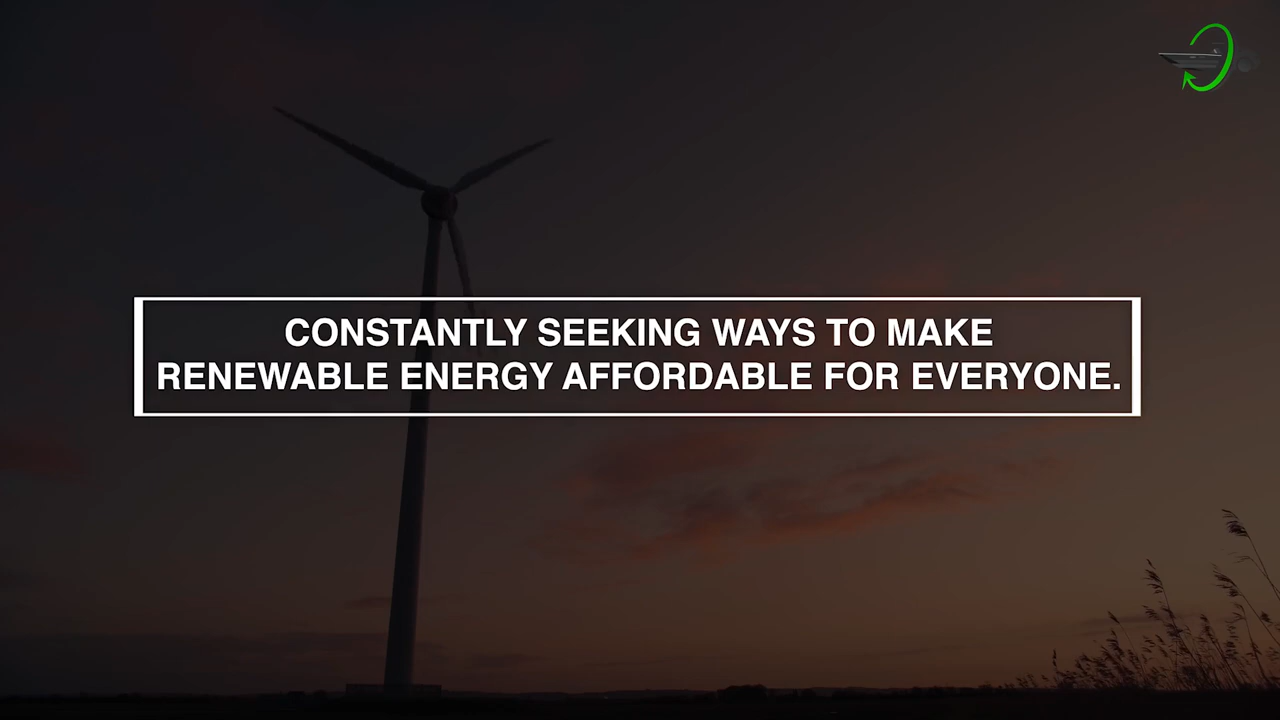 CONSTANTLY SEEKING WAYS TO MAKE
RENEWABLE ENERGY AFFORDABLE FOR EVERYONE.